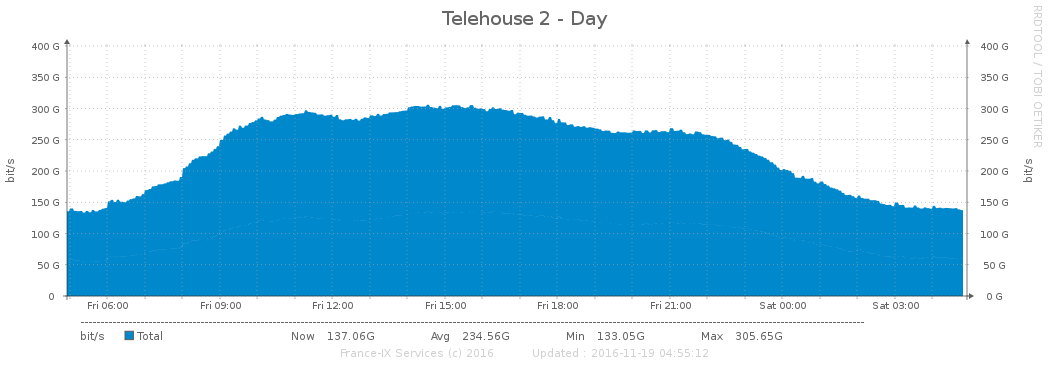 Telehouse 2 - Day
RRDTOOL / TOBI OETIKER
400 G 400 G
350 G 350 G
300 G 300 G
250 G 250 G
200 G 200 G
150 G 150 G
100 G 100 G
50 G 50 G
0 0 G
bit/s bit/s
Fri 06:00 Fri 09:00 Fri 12:00 Fri 15:00 Fri 18:00 Fri 21:00 Sat 00:00 Sat 03:00
bit/s Total Now 137.06G Avg 234.56G Min 133.05G Max 305.65G
France-IX Services (c) 2016 Updated : 2016-11-19 04:55:12